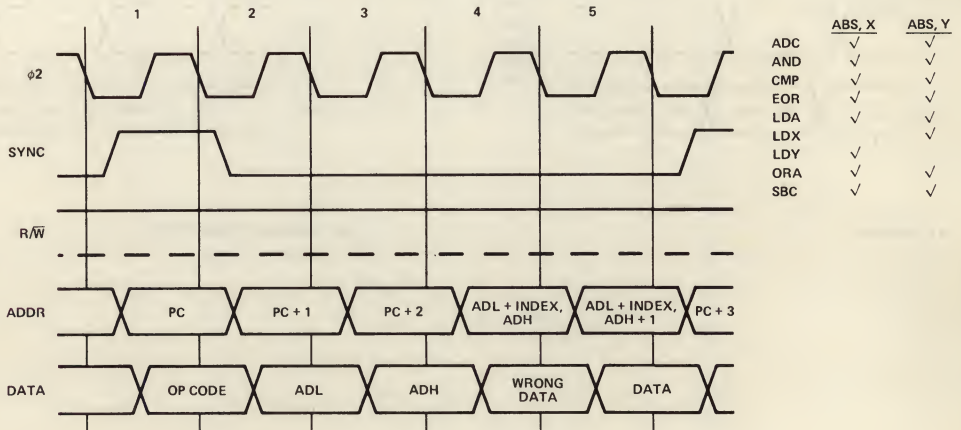 1 2 3 4 5
φ2
SYNC
R/W̅
ADDR PC PC + 1 PC + 2 ADL + INDEX, ADH ADL + INDEX, ADH + 1 PC + 3
DATA OP CODE ADL ADH WRONG DATA DATA
ABS, X ABS, Y
ADC √ √
AND √ √
CMP √ √
EOR √ √
LDA √ √
LDX √
LDY √
ORA √ √
SBC √ √